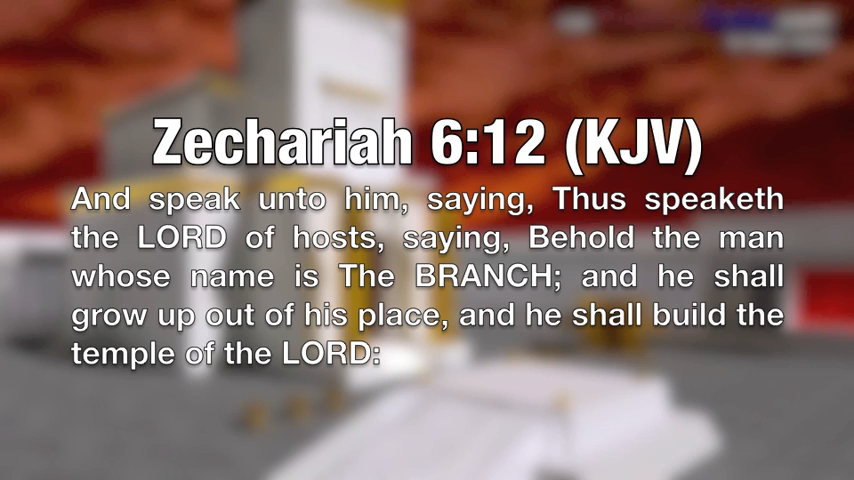 Zechariah 6:12 (KJV)
And speak unto him, saying, Thus speaketh
the LORD of hosts, saying, Behold the man
whose name is The BRANCH; and he shall
grow up out of his place, and he shall build the
temple of the LORD: